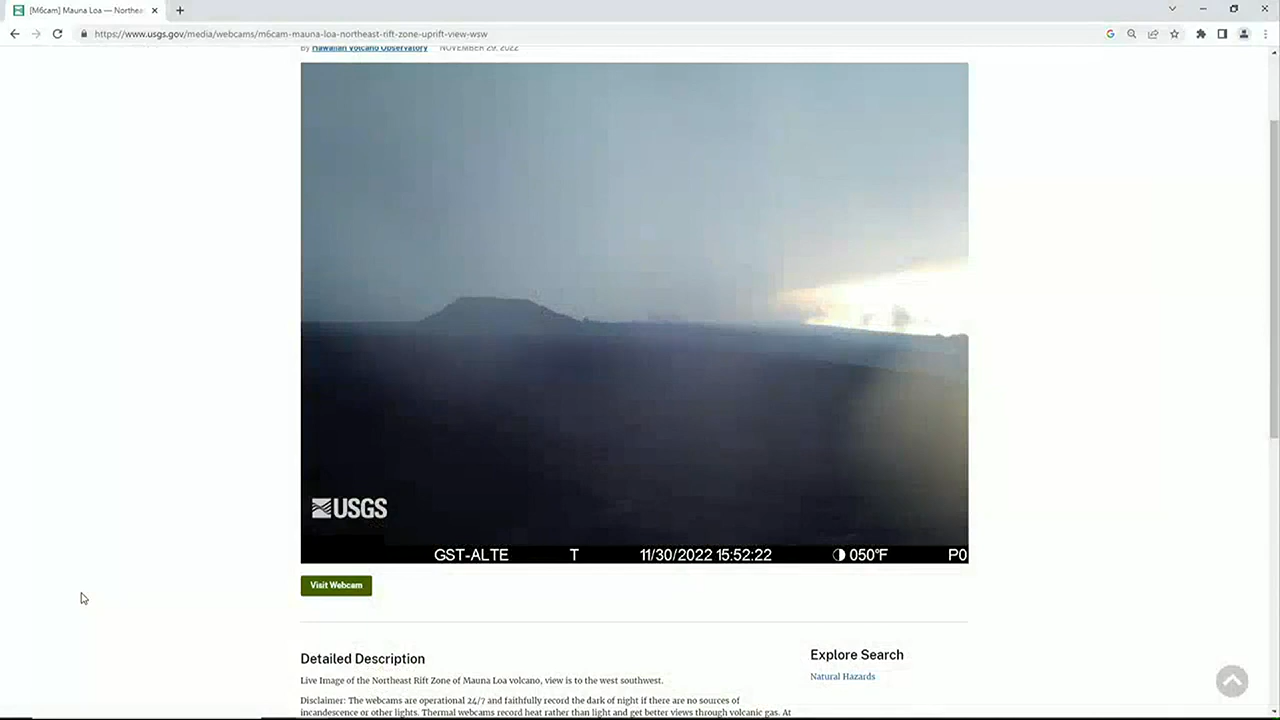 [M6cam] Mauna Loa — Northea
https://www.usgs.gov/media/webcams/m6cam-mauna-loa-northeast-rift-zone-uprift-view-wsw
By Hawaiian Volcano Observatory NOVEMBER 29, 2022
USGS
GST-ALTE T 11/30/2022 15:52:22 050°F P0
Visit Webcam
Detailed Description
Live Image of the Northeast Rift Zone of Mauna Loa volcano, view is to the west southwest.
Disclaimer: The webcams are operational 24/7 and faithfully record the dark of night if there are no sources of
incandescence or other lights. Thermal webcams record heat rather than light and get better views through volcanic gas. At
Explore Search
Natural Hazards